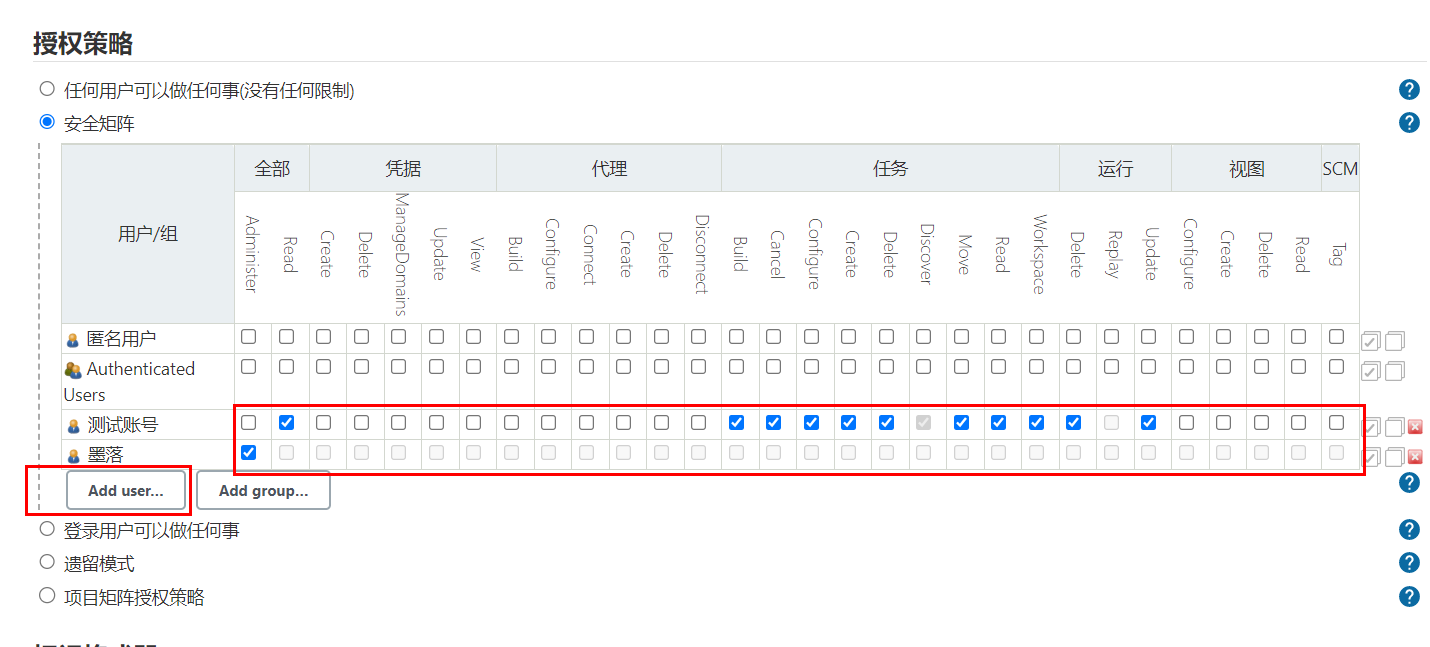 授权策略
任何用户可以做任何事(没有任何限制)
安全矩阵
用户/组 全部 凭据 代理 任务 运行 视图 SCM
Administer Read Create Delete ManageDomains Update View Build Configure Connect Create Delete Disconnect Build Cancel Configure Create Delete Discover Move Read Workspace Delete Replay Update Configure Create Delete Read Tag
匿名用户
Authenticated
Users
测试账号
墨落
Add user... Add group...
登录用户可以做任何事
遗留模式
项目矩阵授权策略